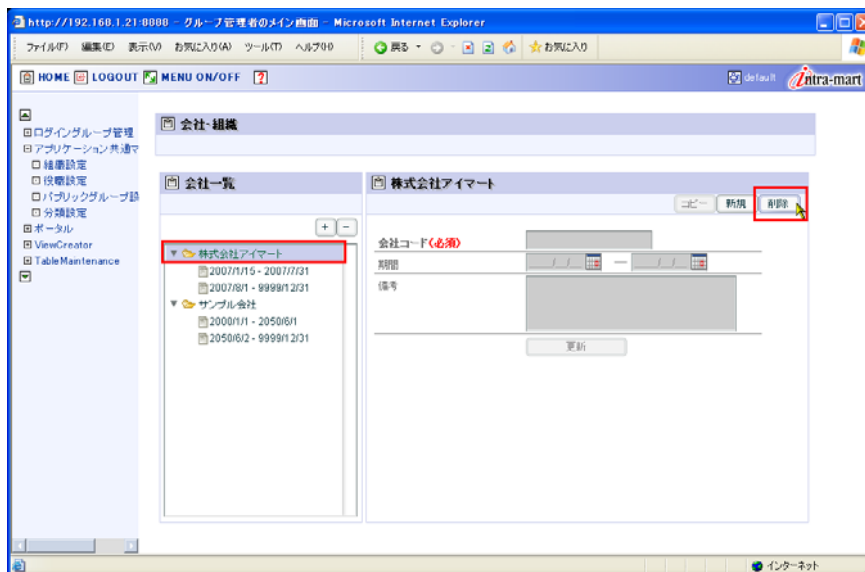 http://192.168.1.21:8888 - グループ管理者のメイン画面 - Microsoft Internet Explorer
ファイル(F) 編集(E) 表示(V) お気に入り(A) ツール(T) ヘルプ(H) 戻る お気に入り
HOME LOGOUT MENU ON/OFF ? default intra-mart
ログイングループ管理
アプリケーション共通マ
組織設定
役職設定
パブリックグループ設
分類設定
ポータル
ViewCreator
TableMaintenance
会社・組織
会社一覧
+ -
株式会社アイマート
2007/1/15 - 2007/7/31
2007/8/1 - 9999/12/31
サンプル会社
2000/1/1 - 2050/6/1
2050/6/2 - 9999/12/31
株式会社アイマート
コピー 新規 削除
会社コード(必須)
期間 __/_/_ — __/_/_
備考
更新
インターネット